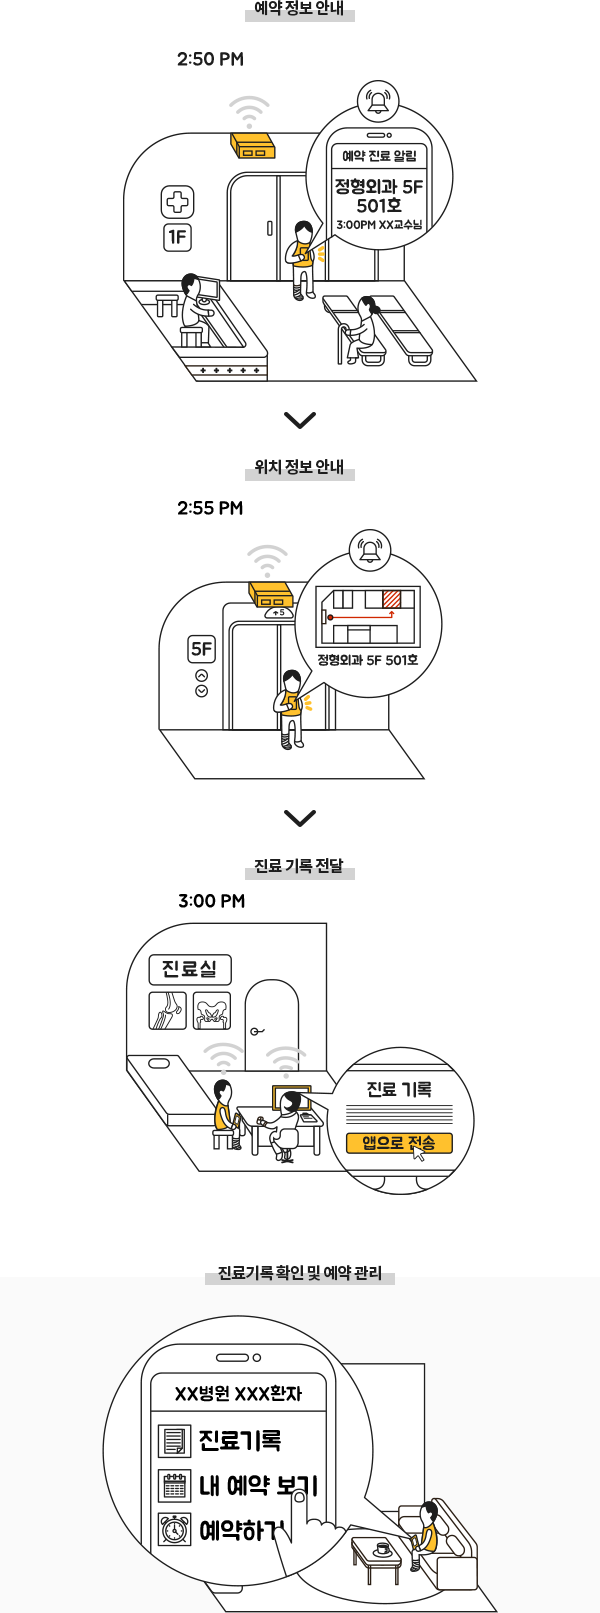 예약 정보 안내
2:50 PM
예약 진료 알림
정형외과 5F
501호
3:00PM XX교수님
1F
위치 정보 안내
2:55 PM
5
5F
정형외과 5F 501호
진료 기록 전달
3:00 PM
진료실
진료 기록
앱으로 전송
진료기록 확인 및 예약 관리
XX병원 XXX환자
진료기록
내 예약 보기
예약하기